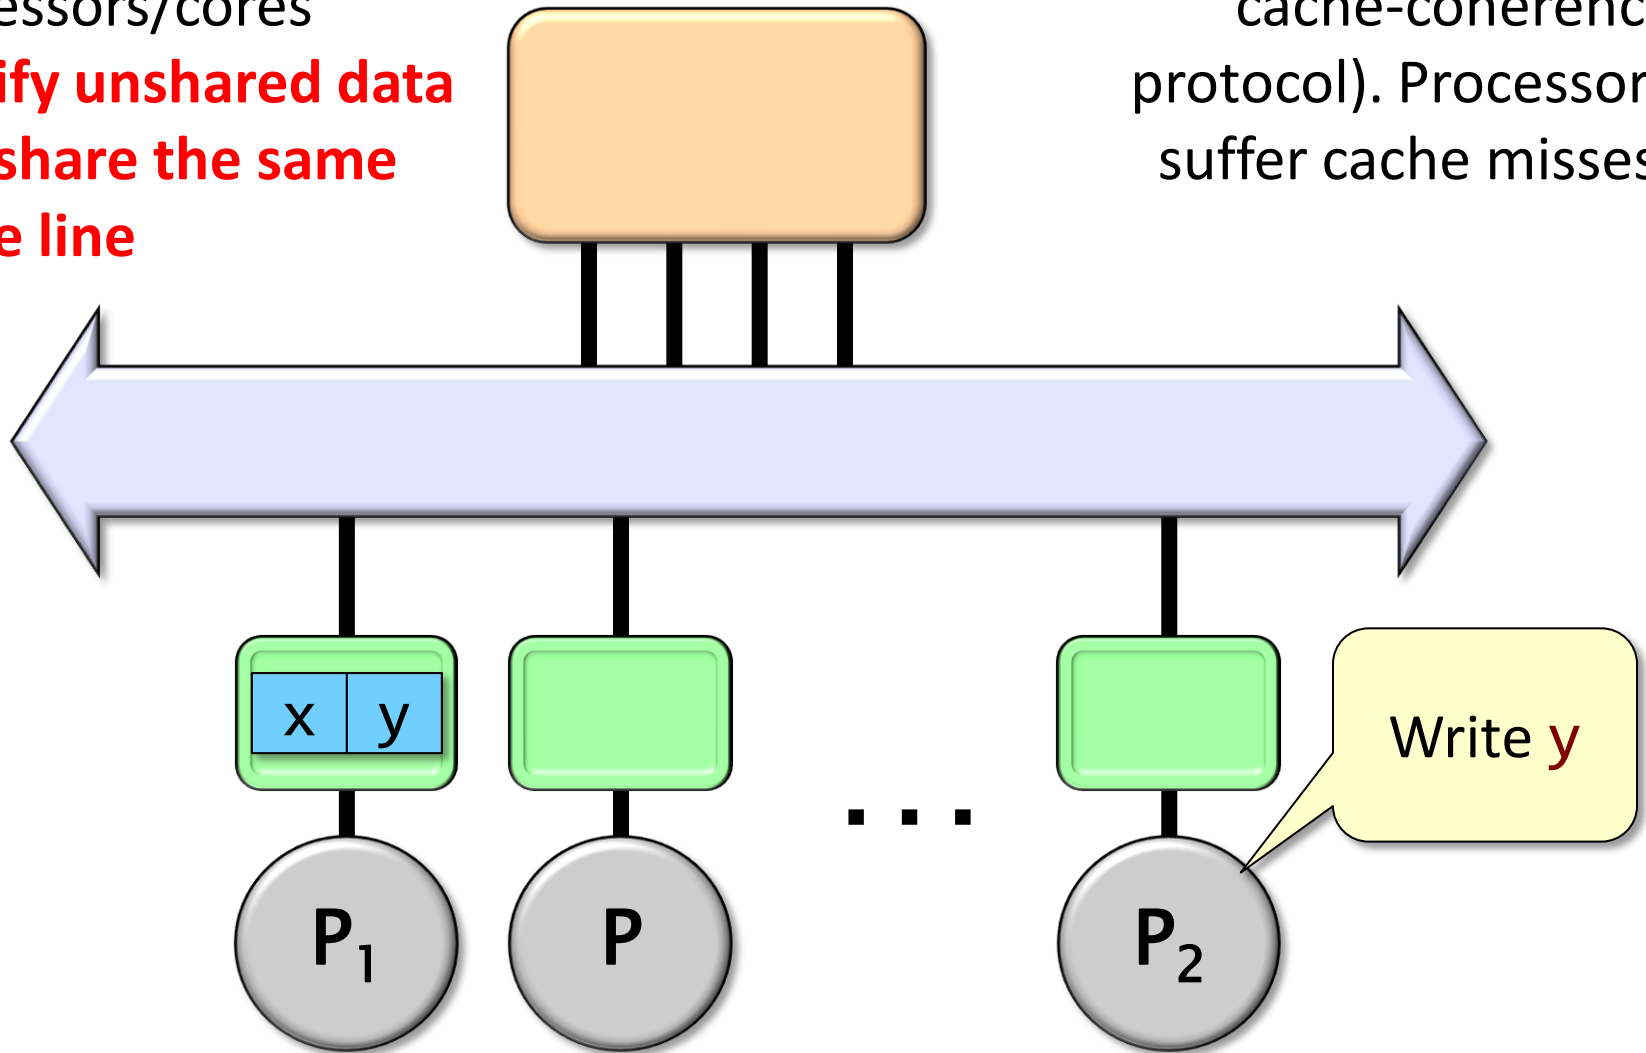 essors/cores
ify unshared data
share the same
e line
cache-coherenc
protocol). Processor
suffer cache misses
x y
Write y
...
P1 P P2